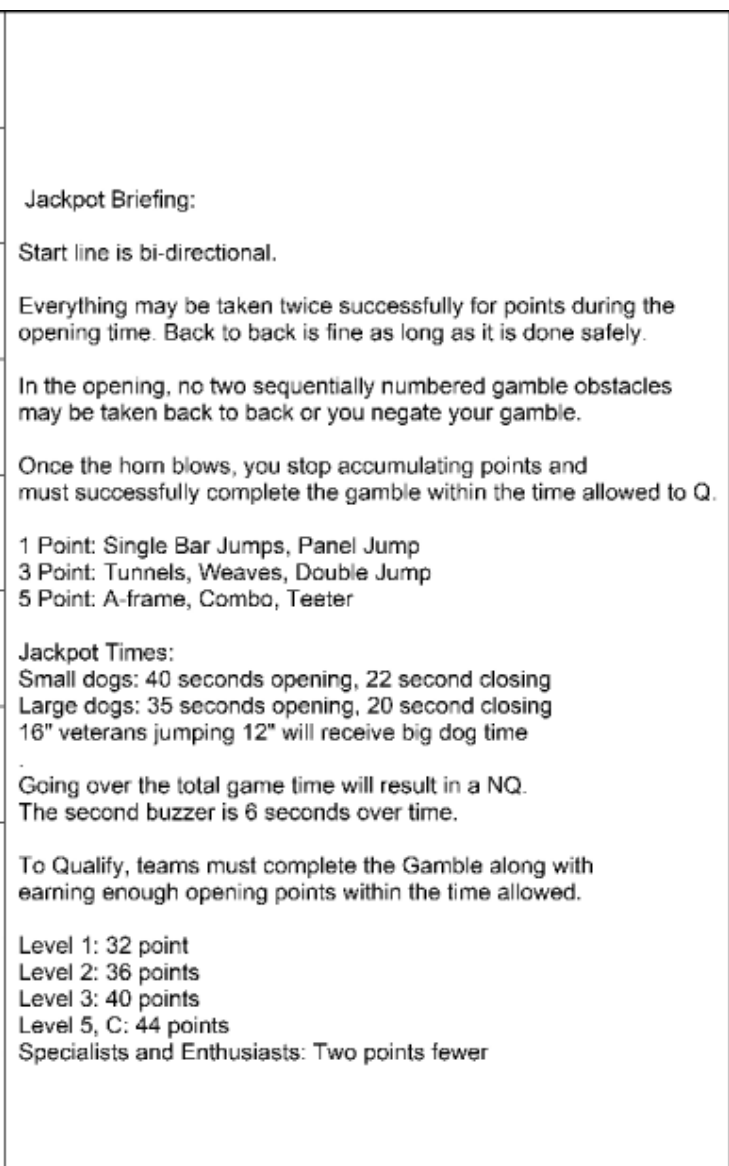 Jackpot Briefing:
Start line is bi-directional.
Everything may be taken twice successfully for points during the
opening time. Back to back is fine as long as it is done safely.
In the opening, no two sequentially numbered gamble obstacles
may be taken back to back or you negate your gamble.
Once the horn blows, you stop accumulating points and
must successfully complete the gamble within the time allowed to Q.
1 Point: Single Bar Jumps, Panel Jump
3 Point: Tunnels, Weaves, Double Jump
5 Point: A-frame, Combo, Teeter
Jackpot Times:
Small dogs: 40 seconds opening, 22 second closing
Large dogs: 35 seconds opening, 20 second closing
16" veterans jumping 12" will receive big dog time
.
Going over the total game time will result in a NQ.
The second buzzer is 6 seconds over time.
To Qualify, teams must complete the Gamble along with
earning enough opening points within the time allowed.
Level 1: 32 point
Level 2: 36 points
Level 3: 40 points
Level 5, C: 44 points
Specialists and Enthusiasts: Two points fewer